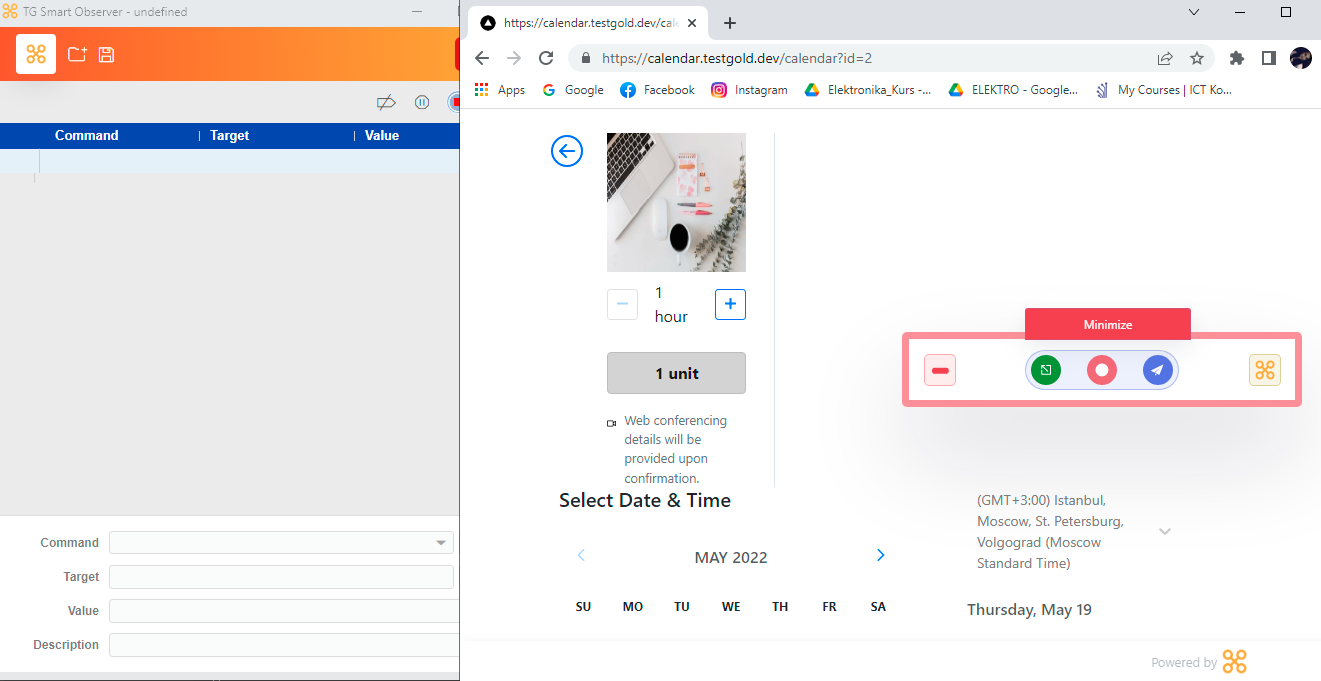 TG Smart Observer - undefined
Command
Target
Value
Command
Target
Value
Description
https://calendar.testgold.dev/cale
https://calendar.testgold.dev/calendar?id=2
Apps
Google
Facebook
Instagram
Elektronika_Kurs -...
ELEKTRO - Google...
My Courses | ICT Ko...
1
hour
1 unit
Web conferencing
details will be
provided upon
confirmation.
Minimize
Select Date & Time
MAY 2022
SU MO TU WE TH FR SA
(GMT+3:00) Istanbul,
Moscow, St. Petersburg,
Volgograd (Moscow
Standard Time)
Thursday, May 19
Powered by